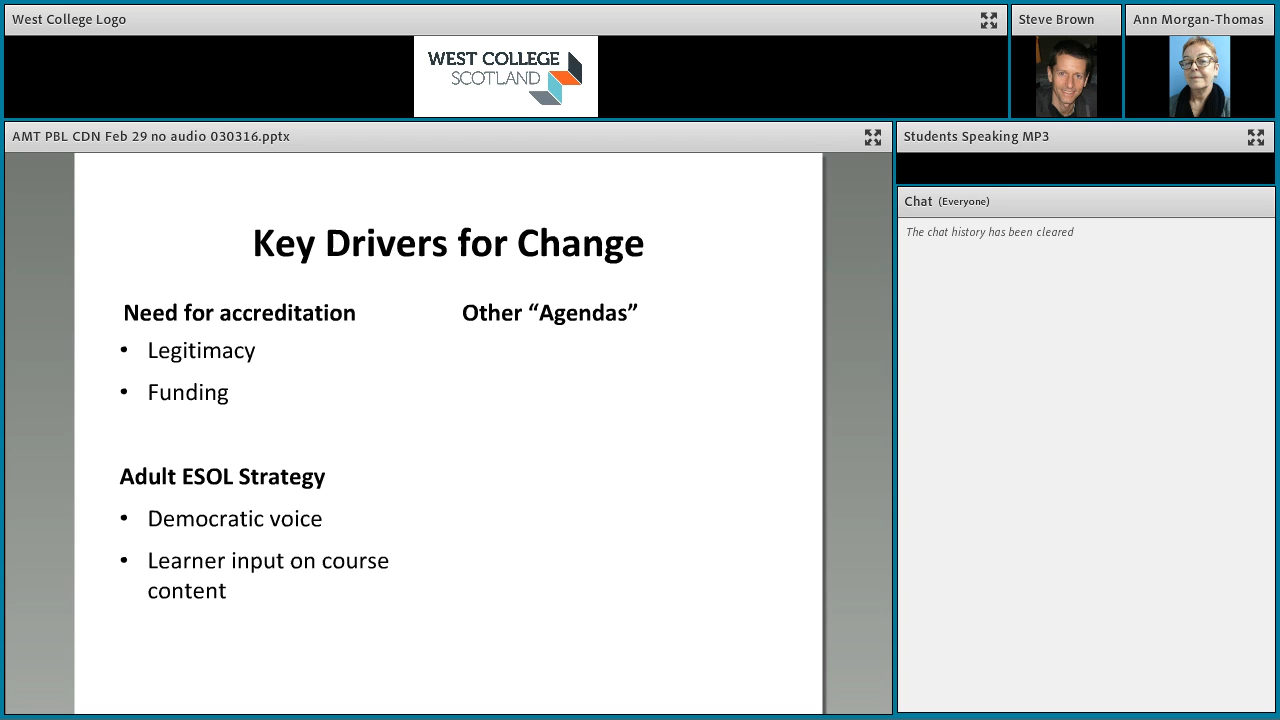 West College Logo
Steve Brown
Ann Morgan-Thomas
WEST COLLEGE
SCOTLAND
AMT PBL CDN Feb 29 no audio 030316.pptx
Students Speaking MP3
Chat (Everyone)
The chat history has been cleared
Key Drivers for Change
Need for accreditation
• Legitimacy
• Funding
Adult ESOL Strategy
• Democratic voice
• Learner input on course
content
Other “Agendas”